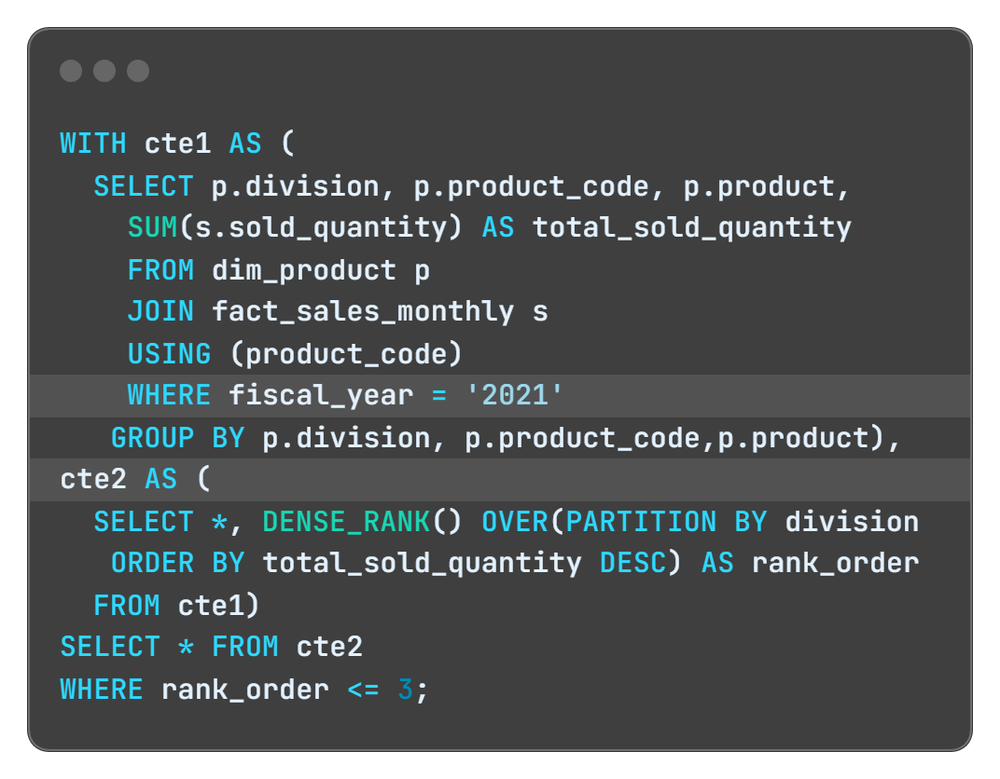 WITH cte1 AS (
  SELECT p.division, p.product_code, p.product,
    SUM(s.sold_quantity) AS total_sold_quantity
    FROM dim_product p
    JOIN fact_sales_monthly s
    USING (product_code)
    WHERE fiscal_year = '2021'
   GROUP BY p.division, p.product_code,p.product),
cte2 AS (
  SELECT *, DENSE_RANK() OVER(PARTITION BY division
   ORDER BY total_sold_quantity DESC) AS rank_order
  FROM cte1)
SELECT * FROM cte2
WHERE rank_order <= 3;